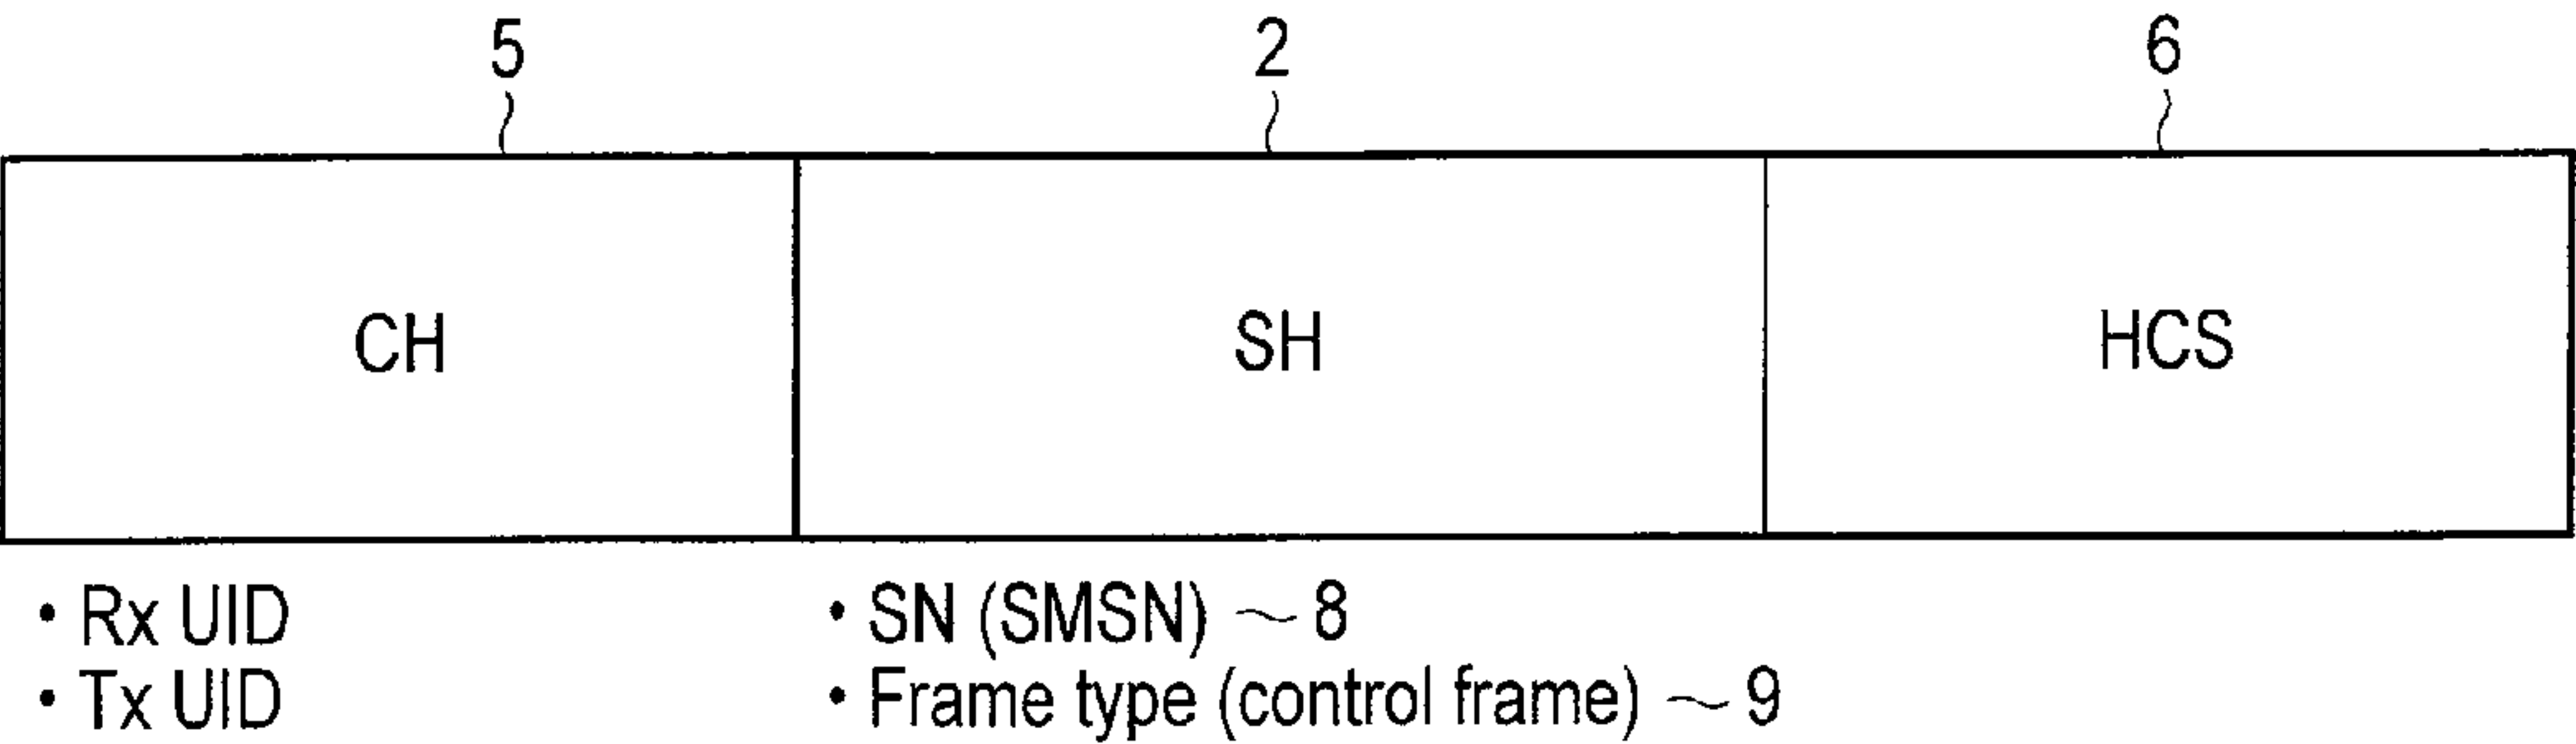 5 2 6
CH SH HCS
• Rx UID • SN (SMSN) ~ 8
• Tx UID • Frame type (control frame) ~ 9